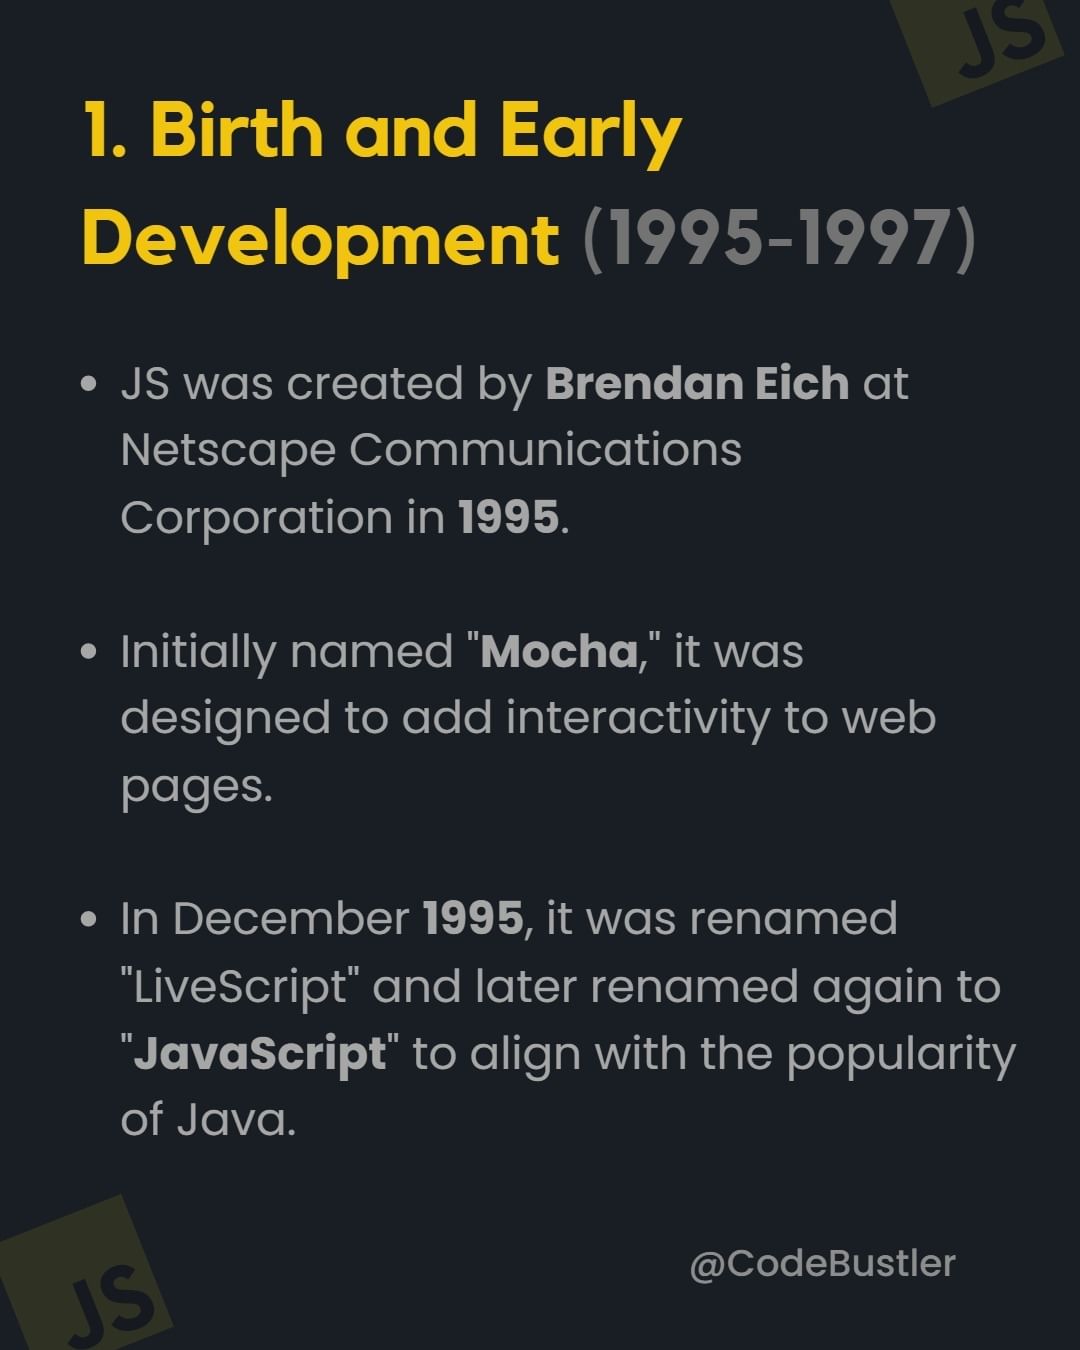 JS
1. Birth and Early
Development (1995-1997)
• JS was created by Brendan Eich at
Netscape Communications
Corporation in 1995.
• Initially named "Mocha," it was
designed to add interactivity to web
pages.
• In December 1995, it was renamed
"LiveScript" and later renamed again to
"JavaScript" to align with the popularity
of Java.
@CodeBustler
JS